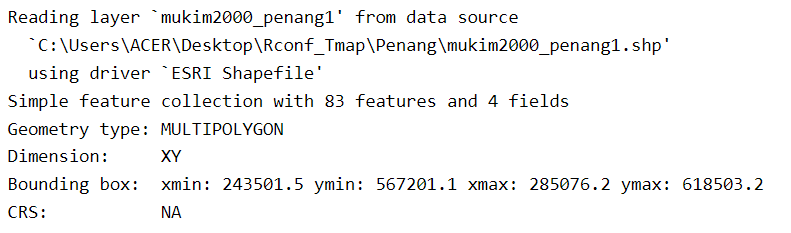 Reading layer `mukim2000_penang1' from data source
`C:\Users\ACER\Desktop\Rconf_Tmap\Penang\mukim2000_penang1.shp'
using driver `ESRI Shapefile'
Simple feature collection with 83 features and 4 fields
Geometry type: MULTIPOLYGON
Dimension:     XY
Bounding box:  xmin: 243501.5 ymin: 567201.1 xmax: 285076.2 ymax: 618503.2
CRS:           NA